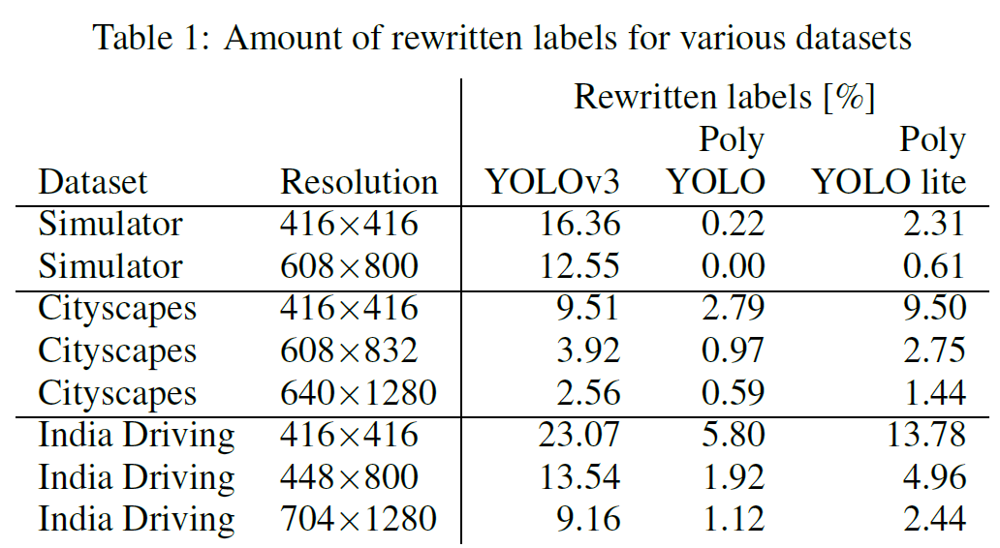 Table 1: Amount of rewritten labels for various datasets
Rewritten labels [%]
Poly Poly
Dataset Resolution YOLOv3 YOLO YOLO lite
Simulator 416×416 16.36 0.22 2.31
Simulator 608×800 12.55 0.00 0.61
Cityscapes 416×416 9.51 2.79 9.50
Cityscapes 608×832 3.92 0.97 2.75
Cityscapes 640×1280 2.56 0.59 1.44
India Driving 416×416 23.07 5.80 13.78
India Driving 448×800 13.54 1.92 4.96
India Driving 704×1280 9.16 1.12 2.44